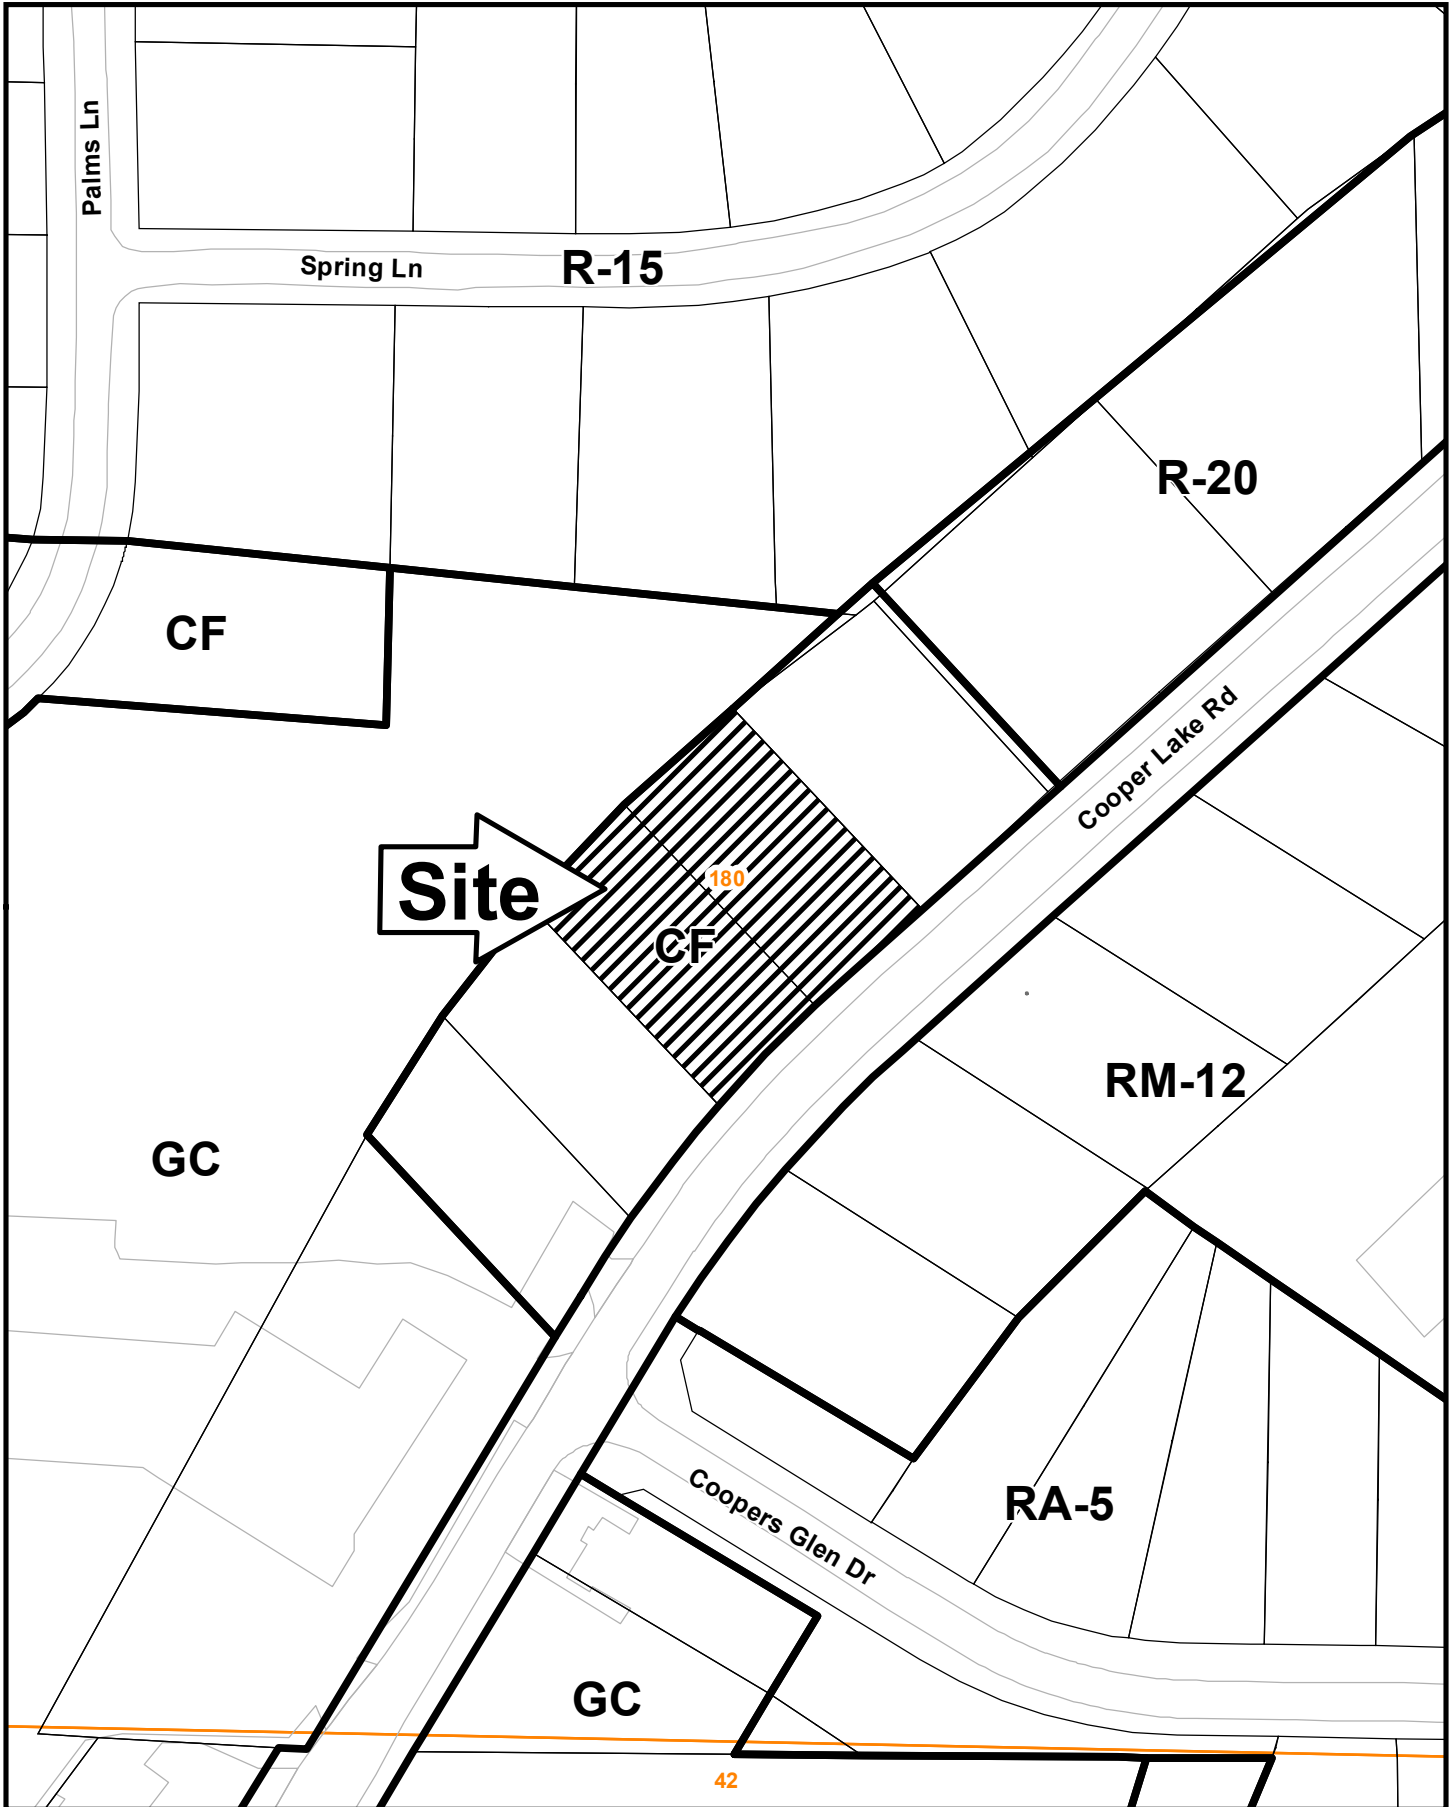 Palms Ln
Spring Ln
R-15
R-20
CF
Cooper Lake Rd
Site
180
CF
RM-12
GC
RA-5
Coopers Glen Dr
GC
42